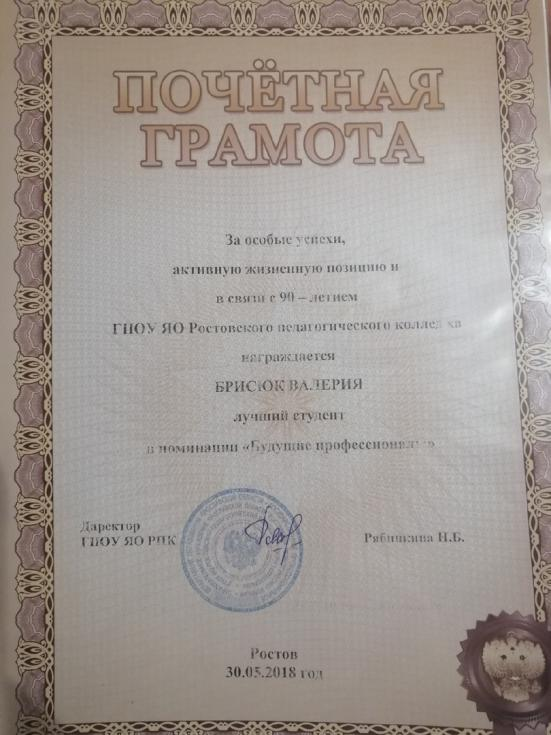 ПОЧЁТНАЯ
ГРАМОТА
За особые успехи,
активную жизненную позицию и
в связи с 90 – летием
ГПОУ ЯО Ростовского педагогического колледжа
награждается
БРИСЮК ВАЛЕРИЯ
лучший студент
в номинации «Будущие профессионалы»
Директор
ГПОУ ЯО РПК
Рябинкина Н.Б.
Ростов
30.05.2018 год